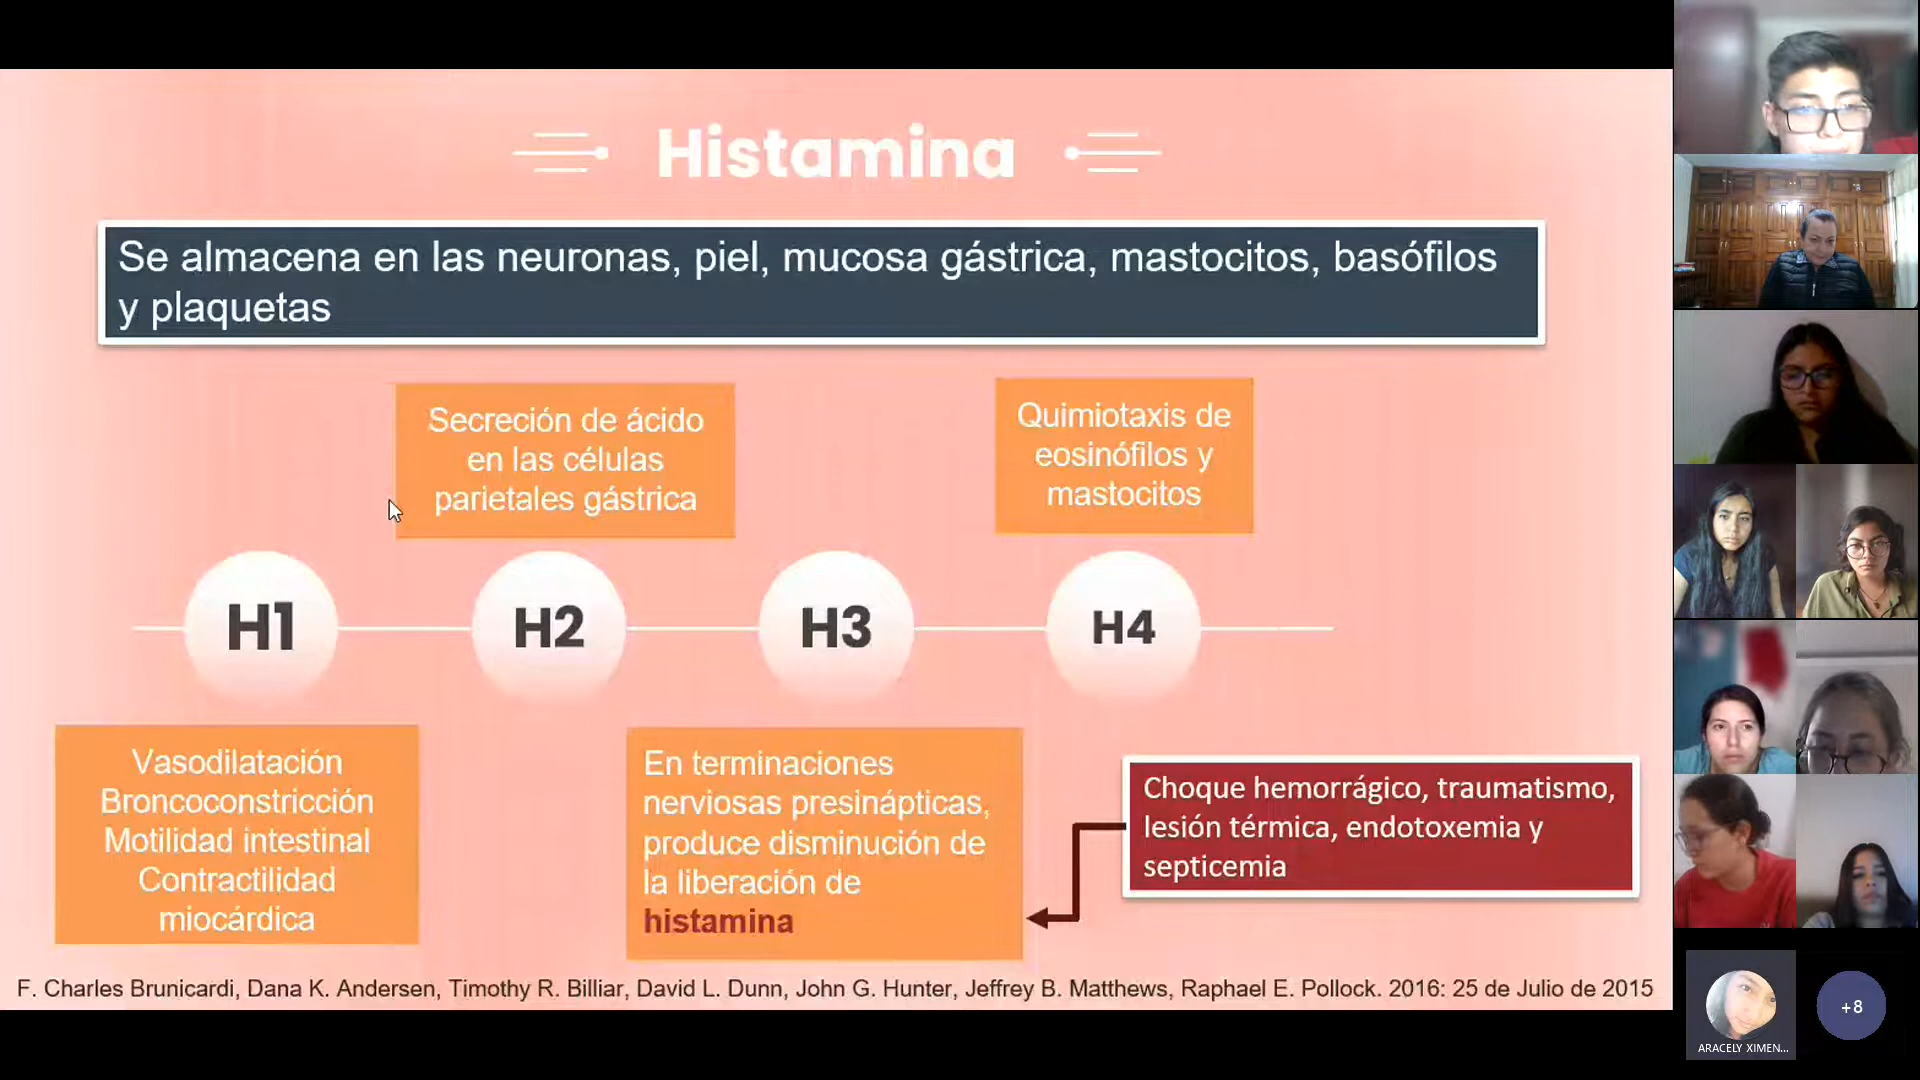 Histamina
Se almacena en las neuronas, piel, mucosa gástrica, mastocitos, basófilos
y plaquetas
Secreción de ácido
en las células
parietales gástrica
Quimiotaxis de
eosinófilos y
mastocitos
H1
H2
H3
H4
Vasodilatación
Broncoconstricción
Motilidad intestinal
Contractilidad
miocárdica
En terminaciones
nerviosas presinápticas,
produce disminución de
la liberación de
histamina
Choque hemorrágico, traumatismo,
lesión térmica, endotoxemia y
septicemia
F. Charles Brunicardi, Dana K. Andersen, Timothy R. Billiar, David L. Dunn, John G. Hunter, Jeffrey B. Matthews, Raphael E. Pollock. 2016: 25 de Julio de 2015
ARACELY XIMEN...
+8